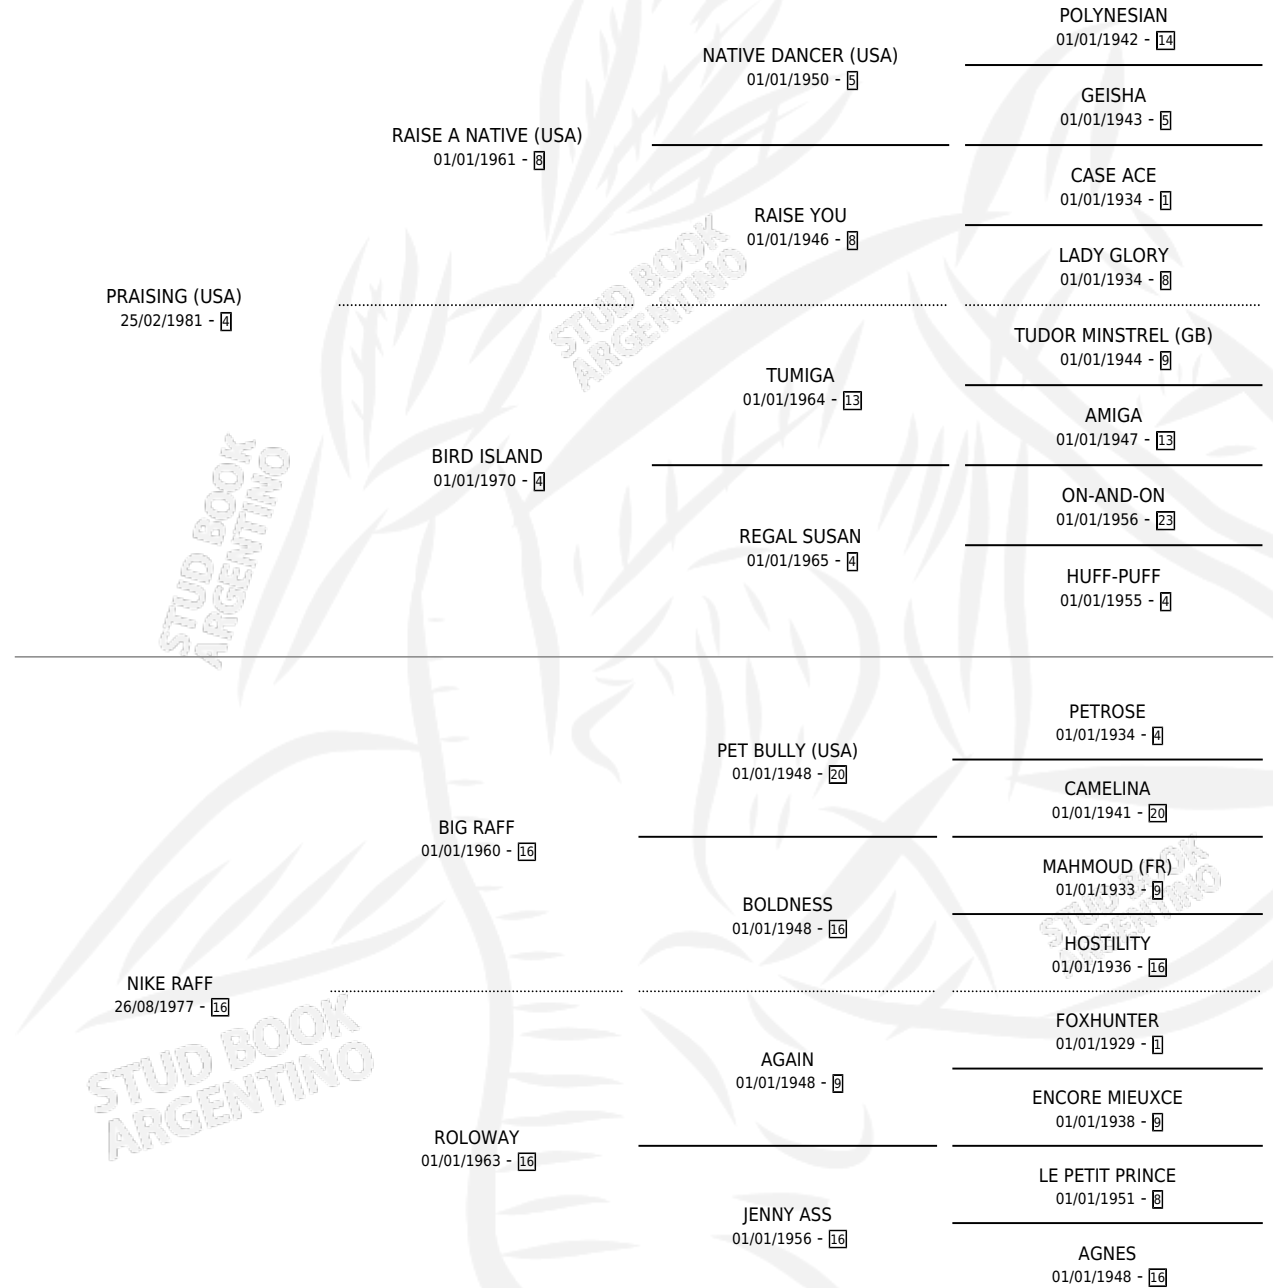 POLYNESIAN
01/01/1942 - 14
NATIVE DANCER (USA)
01/01/1950 - 5
GEISHA
01/01/1943 - 5
RAISE A NATIVE (USA)
01/01/1961 - 8
CASE ACE
01/01/1934 - 1
RAISE YOU
01/01/1946 - 8
LADY GLORY
01/01/1934 - 8
PRAISING (USA)
25/02/1981 - 4
STUD BOOK
ARGENTINO
TUDOR MINSTREL (GB)
01/01/1944 - 9
TUMIGA
01/01/1964 - 13
AMIGA
01/01/1947 - 13
BIRD ISLAND
01/01/1970 - 4
ON-AND-ON
01/01/1956 - 23
REGAL SUSAN
01/01/1965 - 4
HUFF-PUFF
01/01/1955 - 4
STUD BOOK
ARGENTINO
PETROSE
01/01/1934 - 4
PET BULLY (USA)
01/01/1948 - 20
CAMELINA
01/01/1941 - 20
BIG RAFF
01/01/1960 - 16
MAHMOUD (FR)
01/01/1933 - 9
BOLDNESS
01/01/1948 - 16
STUD BOOK
ARGENTINO
HOSTILITY
01/01/1936 - 16
NIKE RAFF
26/08/1977 - 16
STUD BOOK
ARGENTINO
FOXHUNTER
01/01/1929 - 1
AGAIN
01/01/1948 - 9
ENCORE MIEUXCE
01/01/1938 - 9
ROLOWAY
01/01/1963 - 16
LE PETIT PRINCE
01/01/1951 - 8
JENNY ASS
01/01/1956 - 16
AGNES
01/01/1948 - 16